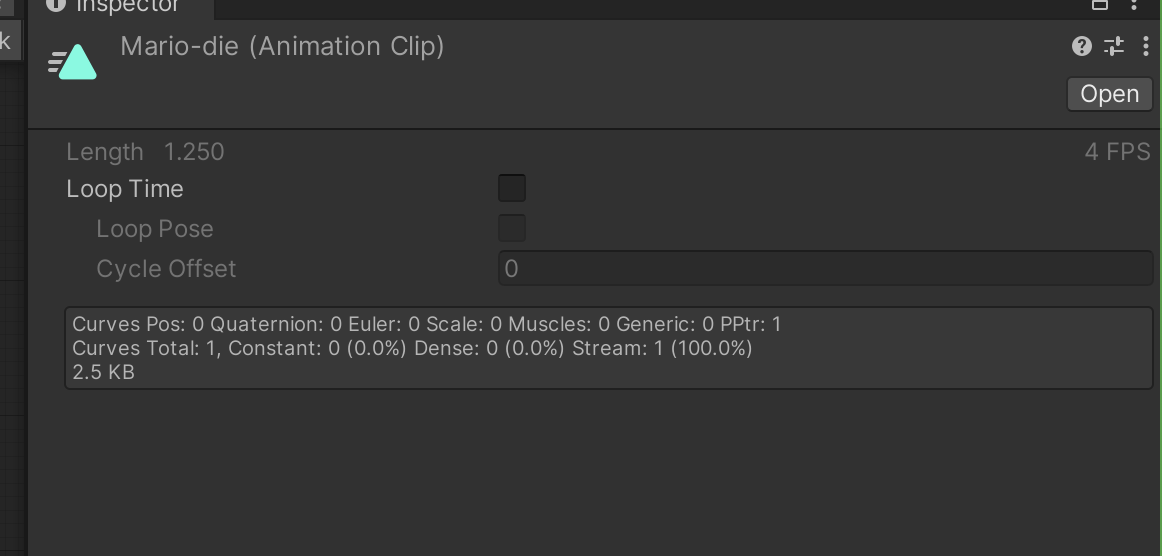 Inspector
k
Mario-die (Animation Clip)
Open
Length 1.250 4 FPS
Loop Time
Loop Pose
Cycle Offset 0
Curves Pos: 0 Quaternion: 0 Euler: 0 Scale: 0 Muscles: 0 Generic: 0 PPtr: 1
Curves Total: 1, Constant: 0 (0.0%) Dense: 0 (0.0%) Stream: 1 (100.0%)
2.5 KB